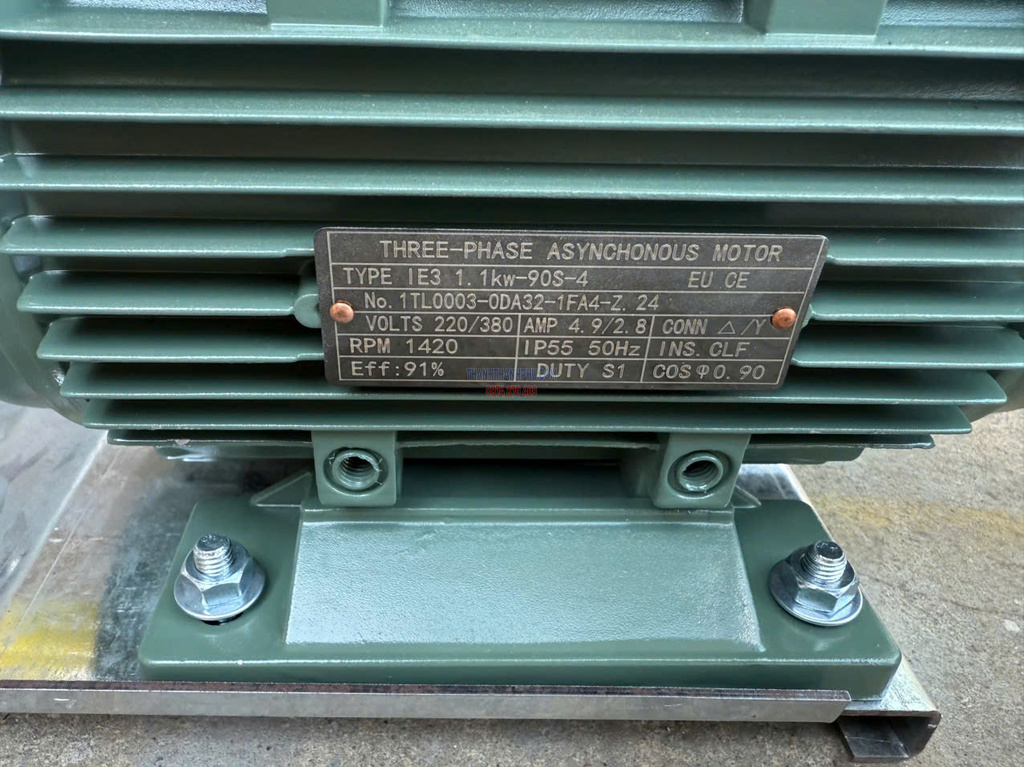 THREE-PHASE ASYNCHONOUS MOTOR
TYPE IE3 1.1kw-90S-4 EU CE
No. 1TL0003-0DA32-1FA4-Z. 24
VOLTS 220/380 AMP 4.9/2.8 CONN △/Y
RPM 1420 IP55 50Hz INS. CLF
Eff:91% DUTY S1 COSφ0.90